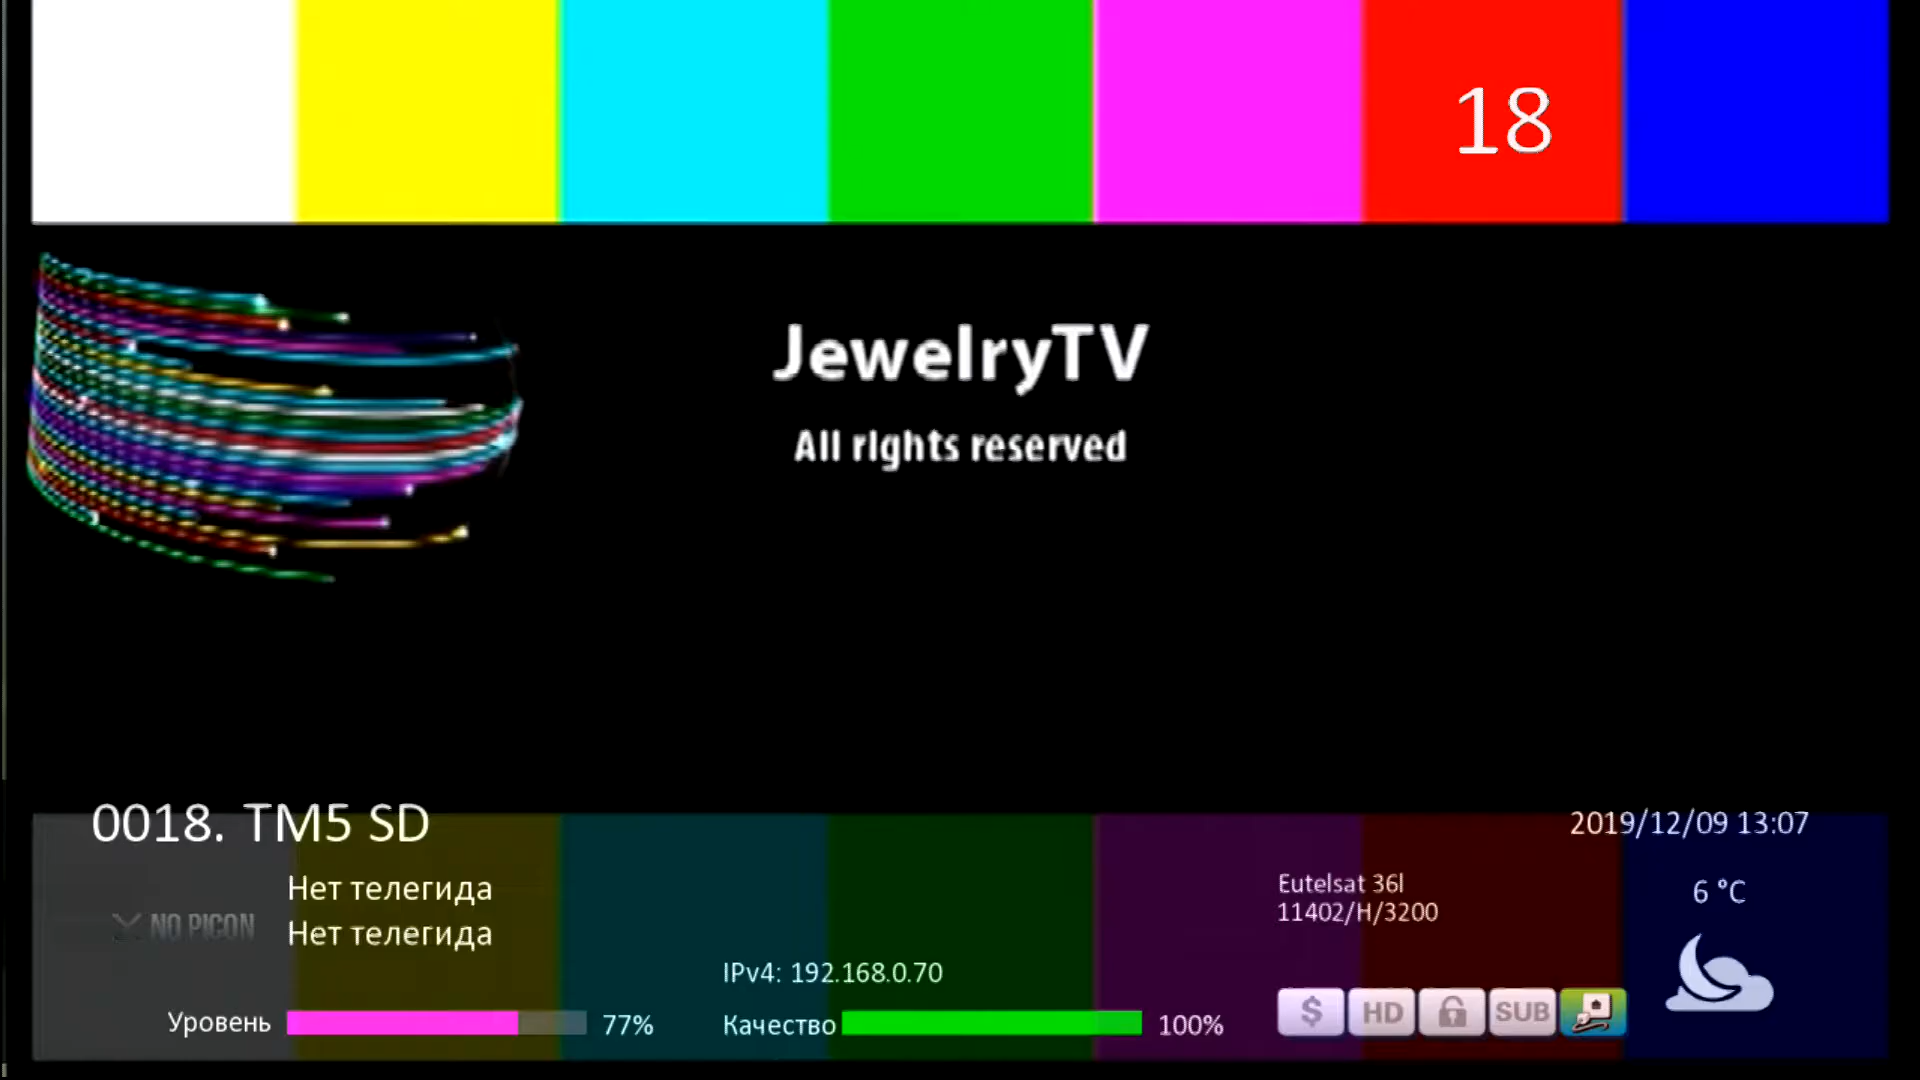 18
JewelryTV
All rights reserved
0018. TM5 SD
2019/12/09 13:07
Нет телегида
Нет телегида
NO PICON
Eutelsat 36l
11402/H/3200
6 °C
IPv4: 192.168.0.70
Уровень 77%
Качество 100%
$ HD SUB